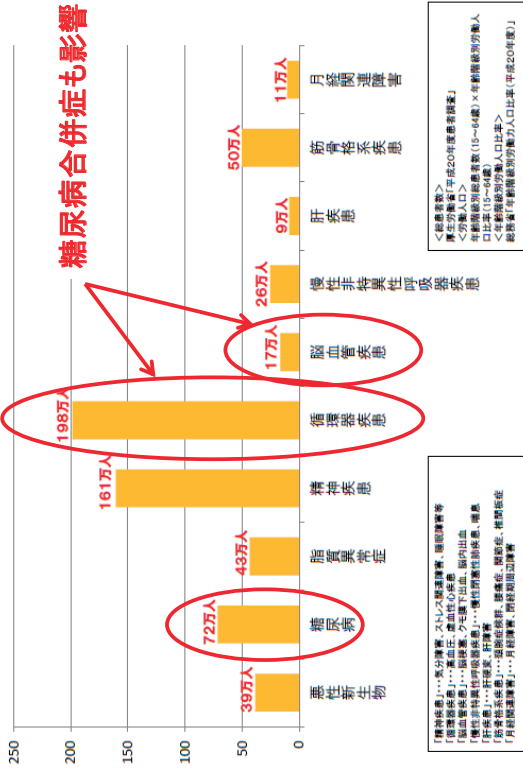 糖尿病合併症も影響
250
200
150
100
50
0
39万人
72万人
43万人
161万人
198万人
17万人
26万人
9万人
50万人
11万人
悪性新生物
糖尿病
脂質異常症
精神疾患
循環器疾患
脳血管疾患
慢性非特異性呼吸器疾患
肝疾患
筋骨格系疾患
月経関連障害
「精神疾患」・・・気分障害、ストレス関連障害、睡眠障害等
「循環器疾患」・・・高血圧、虚血性心疾患
「脳血管疾患」・・・脳梗塞、クモ膜下出血、脳内出血
「慢性非特異性呼吸器疾患」・・・慢性閉塞性肺疾患、喘息
「肝疾患」・・・肝硬変、肝障害
「筋骨格系疾患」・・・頚腕症候群、腰痛症、関節症、椎間板症
「月経関連障害」・・・月経障害、閉経期周辺障害
＜総患者数＞
厚生労働省「平成20年度患者調査」
＜労働人口＞
年齢階級別総患者数(15～64歳)×年齢階級別労働人
口比率(15～64歳)
＜年齢階級別労働人口比率＞
総務省「年齢階級別労働力人口比率(平成20年度)」